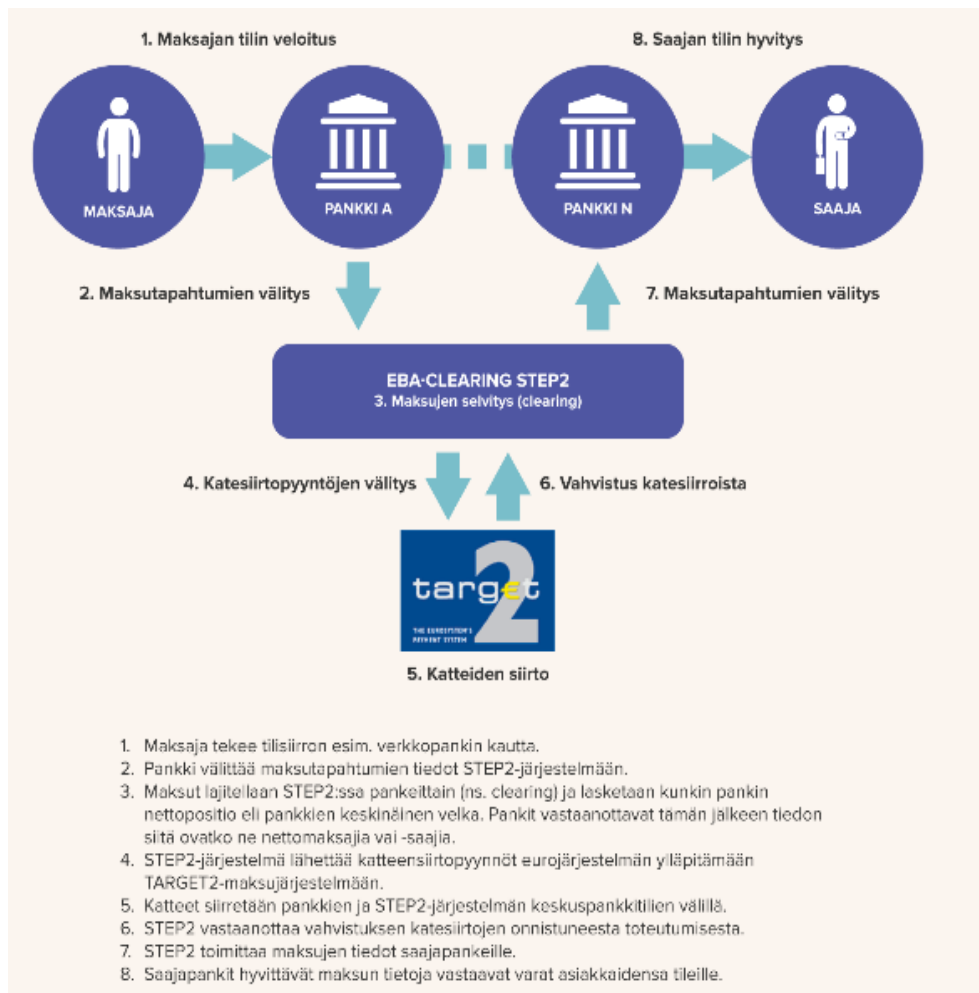 1. Maksajan tilin veloitus
8. Saajan tilin hyvitys
MAKSAJA
PANKKI A
PANKKI N
SAAJA
2. Maksutapahtumien välitys
7. Maksutapahtumien välitys
EBA-CLEARING STEP2
3. Maksujen selvitys (clearing)
4. Katesiirtopyyntöjen välitys
6. Vahvistus katesiirroista
target
2
THE EUROSYSTEM'S
PAYMENT SYSTEM
5. Katteiden siirto
1. Maksaja tekee tilisiirron esim. verkkopankin kautta.
2. Pankki välittää maksutapahtumien tiedot STEP2-järjestelmään.
3. Maksut lajitellaan STEP2:ssa pankeittain (ns. clearing) ja lasketaan kunkin pankin
nettopositio eli pankkien keskinäinen velka. Pankit vastaanottavat tämän jälkeen tiedon
siitä ovatko ne nettomaksajia vai -saajia.
4. STEP2-järjestelmä lähettää katteensiirtopyynnöt eurojärjestelmän ylläpitämään
TARGET2-maksujärjestelmään.
5. Katteet siirretään pankkien ja STEP2-järjestelmän keskuspankkitilien välillä.
6. STEP2 vastaanottaa vahvistuksen katesiirtojen onnistuneesta toteutumisesta.
7. STEP2 toimittaa maksujen tiedot saajapankeille.
8. Saajapankit hyvittävät maksun tietoja vastaavat varat asiakkaidensa tileille.